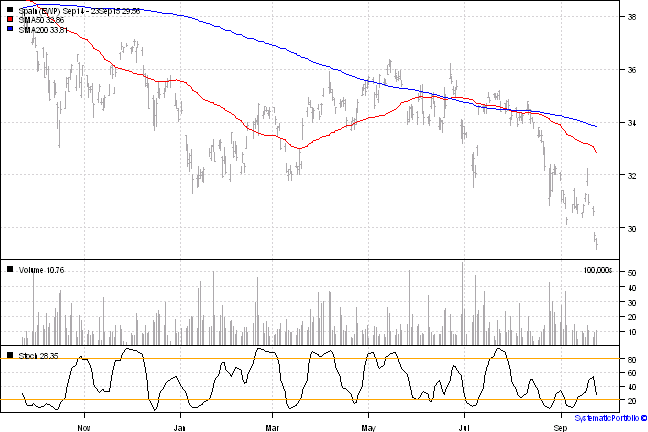 Spain (EWP) Sep14 - 23Sep15 29.56
SMA50 32.86
SMA200 33.81
38
36
34
32
30
Volume 10.76
100,000s
50
40
30
20
10
Stoch 28.35
80
60
40
20
Nov
Jan
Mar
May
Jul
Sep
SystematicPortfolio ©